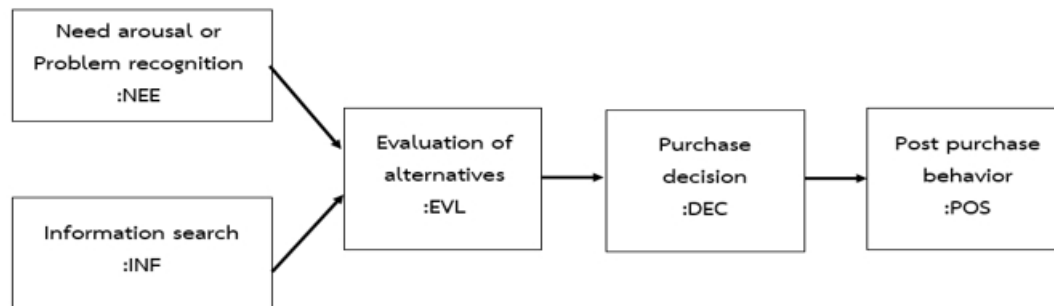 Need arousal or
Problem recognition
:NEE
Information search
:INF
Evaluation of
alternatives
:EVL
Purchase
decision
:DEC
Post purchase
behavior
:POS